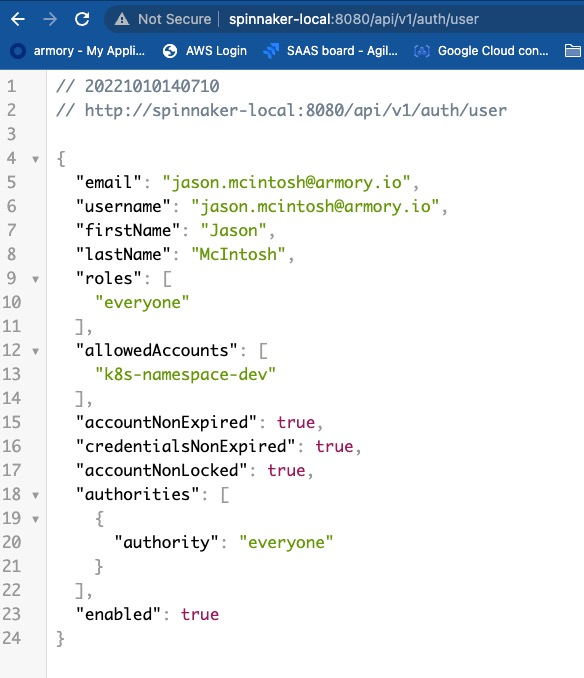 Not Secure | spinnaker-local:8080/api/v1/auth/user
armory - My Appli... AWS Login SAAS board - Agil... Google Cloud con...
1 // 20221010140710
2 // http://spinnaker-local:8080/api/v1/auth/user
3
4 {
5 "email": "jason.mcintosh@armory.io",
6 "username": "jason.mcintosh@armory.io",
7 "firstName": "Jason",
8 "lastName": "McIntosh",
9 "roles": [
10 "everyone"
11 ],
12 "allowedAccounts": [
13 "k8s-namespace-dev"
14 ],
15 "accountNonExpired": true,
16 "credentialsNonExpired": true,
17 "accountNonLocked": true,
18 "authorities": [
19 {
20 "authority": "everyone"
21 }
22 ],
23 "enabled": true
24 }